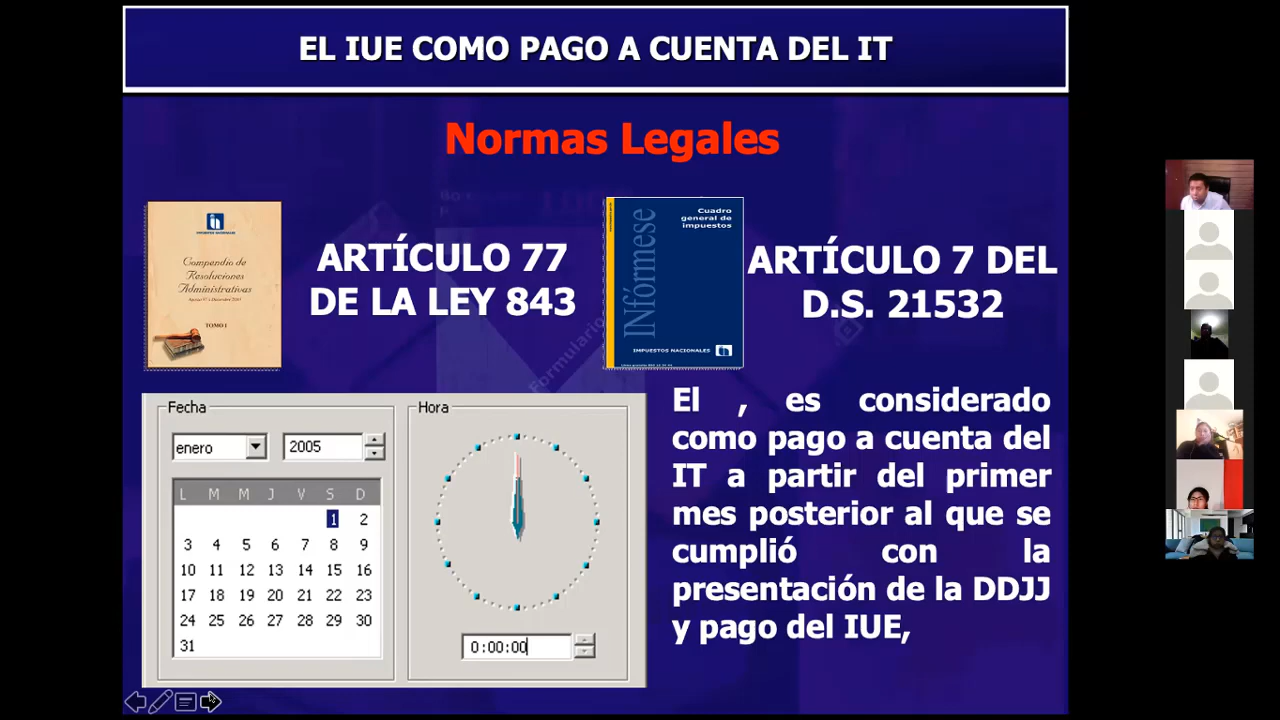 EL IUE COMO PAGO A CUENTA DEL IT
Normas Legales
IMPUESTOS NACIONALES
Compendio de
Resoluciones
Administrativas
TOMO I
ARTÍCULO 77
DE LA LEY 843
INfórmese
Cuadro
general de
impuestos
IMPUESTOS NACIONALES
ARTÍCULO 7 DEL
D.S. 21532
El , es considerado
como pago a cuenta del
IT a partir del primer
mes posterior al que se
cumplió con la
presentación de la DDJJ
y pago del IUE,
Fecha
enero 2005
L M M J V S D
1 2
3 4 5 6 7 8 9
10 11 12 13 14 15 16
17 18 19 20 21 22 23
24 25 26 27 28 29 30
31
Hora
0:00:00
Formulario